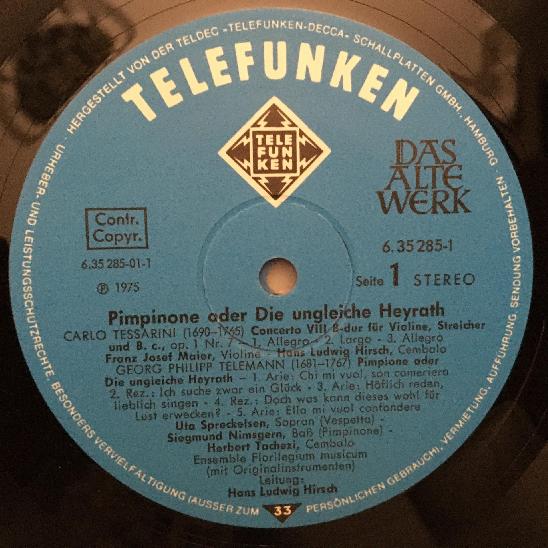 URHEBER- UND LEISTUNGSSCHUTZRECHTE, BESONDERS VERVIELFÄLTIGUNG (AUSSER ZUM PERSÖNLICHEN GEBRAUCH), VERMIETUNG, AUFFÜHRUNG, SENDUNG VORBEHALTEN
HERGESTELLT VON DER TELDEC »TELEFUNKEN-DECCA« SCHALLPLATTEN GMBH · HAMBURG
TELEFUNKEN
TELE
FUN
KEN
DAS
ALTE
WERK
Contr.
Copyr.
6.35 285-01-1
Ⓟ 1975
6.35 285-1
Seite 1 STEREO
Pimpinone oder Die ungleiche Heyrath
CARLO TESSARINI (1690–1765) Concerto VIII B-dur für Violine, Streicher
und B. c., op. 1 Nr. 7 - 1. Allegro - 2. Largo - 3. Allegro
Franz Josef Maier, Violine - Hans Ludwig Hirsch, Cembalo
GEORG PHILIPP TELEMANN (1681–1767) Pimpinone oder
Die ungleiche Heyrath - 1. Arie: Chi mi vuol, son cameriera
2. Rez.: Ich suche zwar ein Glück - 3. Arie: Höflich reden,
lieblich singen - 4. Rez.: Doch was kann dieses wohl für
Lust erwecken? - 5. Arie: Ella mi vuol confondere
Uta Spreckelsen, Sopran (Vespetta) -
Siegmund Nimsgern, Baß (Pimpinone) -
Herbert Tachezi, Cembalo
Ensemble Florilegium musicum
(mit Originalinstrumenten)
Leitung:
Hans Ludwig Hirsch
33